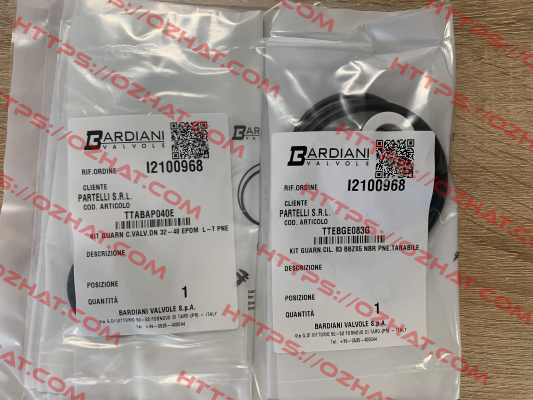 BARDIANI
VALVOLE
RIF.ORDINE I2100968
CLIENTE
PARTELLI S.R.L.
COD. ARTICOLO
TTABAP040E
KIT GUARN C.VALV.DN 32-40 EPDM L-T PNE
DESCRIZIONE
POSIZIONE
QUANTITÀ 1
BARDIANI VALVOLE S.p.A.
BARDIANI
VALVOLE
RIF.ORDINE I2100968
CLIENTE
PARTELLI S.R.L.
COD. ARTICOLO
TTEBGE083G
KIT GUARN.CIL. 83 BBZS5 NBR PNE.TARABILE
DESCRIZIONE
POSIZIONE
QUANTITÀ 1
BARDIANI VALVOLE S.p.A.
HTTPS://OZHAT.COM